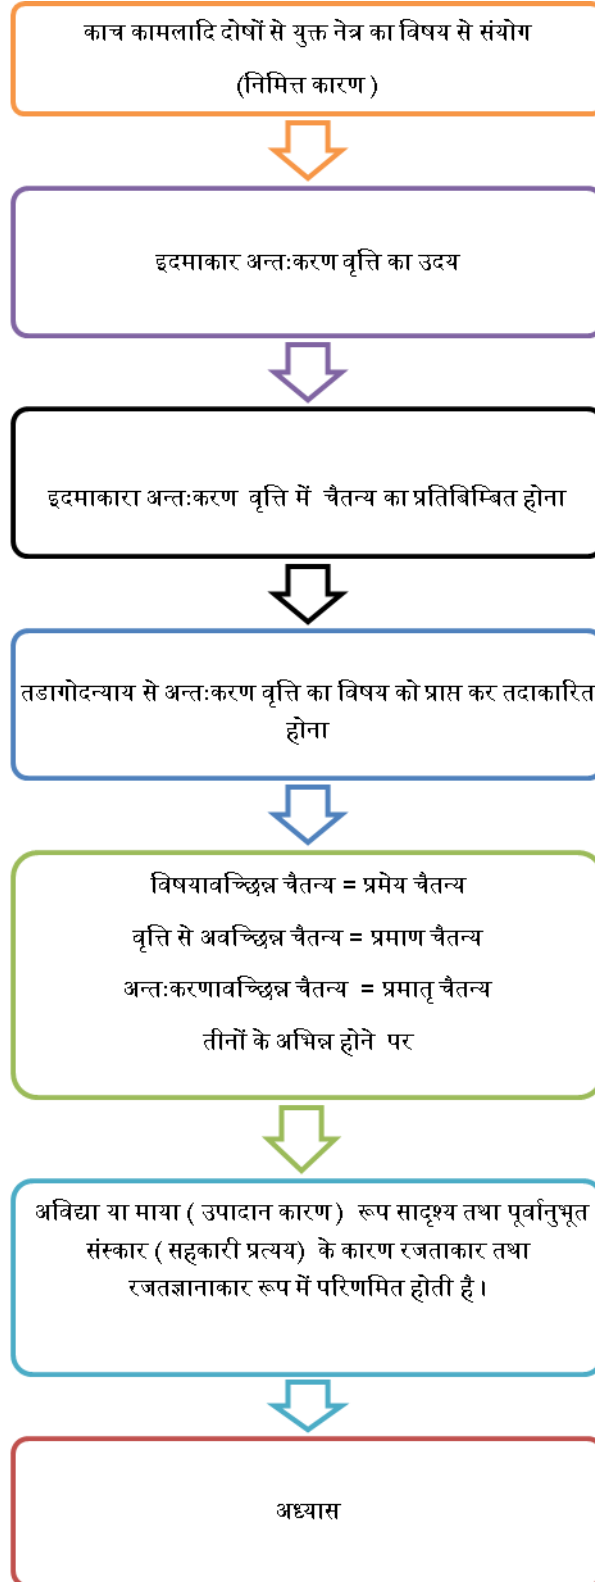 काच कामलादि दोषों से युक्त नेत्र का विषय से संयोग
(निमित्त कारण )
इदमाकार अन्तःकरण वृत्ति का उदय
इदमाकारा अन्तःकरण वृत्ति में चैतन्य का प्रतिबिम्बित होना
तडागोदन्याय से अन्तःकरण वृत्ति का विषय को प्राप्त कर तदाकारित
होना
विषयावच्छिन्न चैतन्य = प्रमेय चैतन्य
वृत्ति से अवच्छिन्न चैतन्य = प्रमाण चैतन्य
अन्तःकरणावच्छिन्न चैतन्य = प्रमातृ चैतन्य
तीनों के अभिन्न होने पर
अविद्या या माया ( उपादान कारण ) रूप सादृश्य तथा पूर्वानुभूत
संस्कार ( सहकारी प्रत्यय) के कारण रजताकार तथा
रजतज्ञानाकार रूप में परिणमित होती है ।
अध्यास